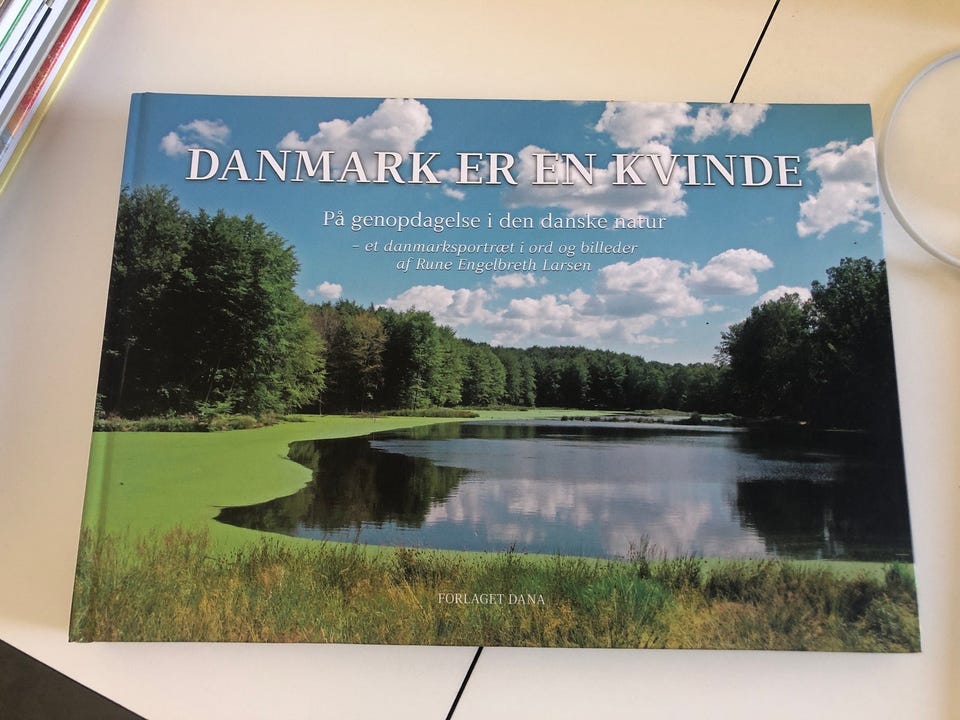 DANMARK ER EN KVINDE
På genopdagelse i den danske natur
– et danmarksportræt i ord og billeder
af Rune Engelbreth Larsen
FORLAGET DANA